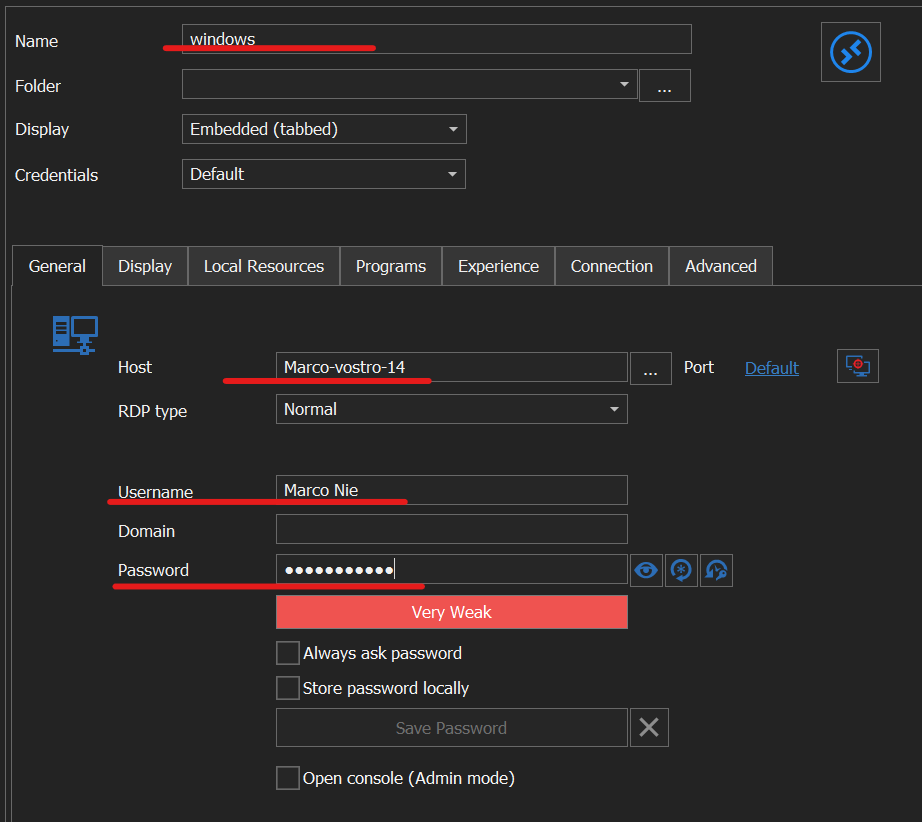 Name windows
Folder ...
Display Embedded (tabbed)
Credentials Default
General Display Local Resources Programs Experience Connection Advanced
Host Marco-vostro-14 ... Port Default
RDP type Normal
Username Marco Nie
Domain
Password ●●●●●●●●●●●
Very Weak
Always ask password
Store password locally
Save Password
Open console (Admin mode)